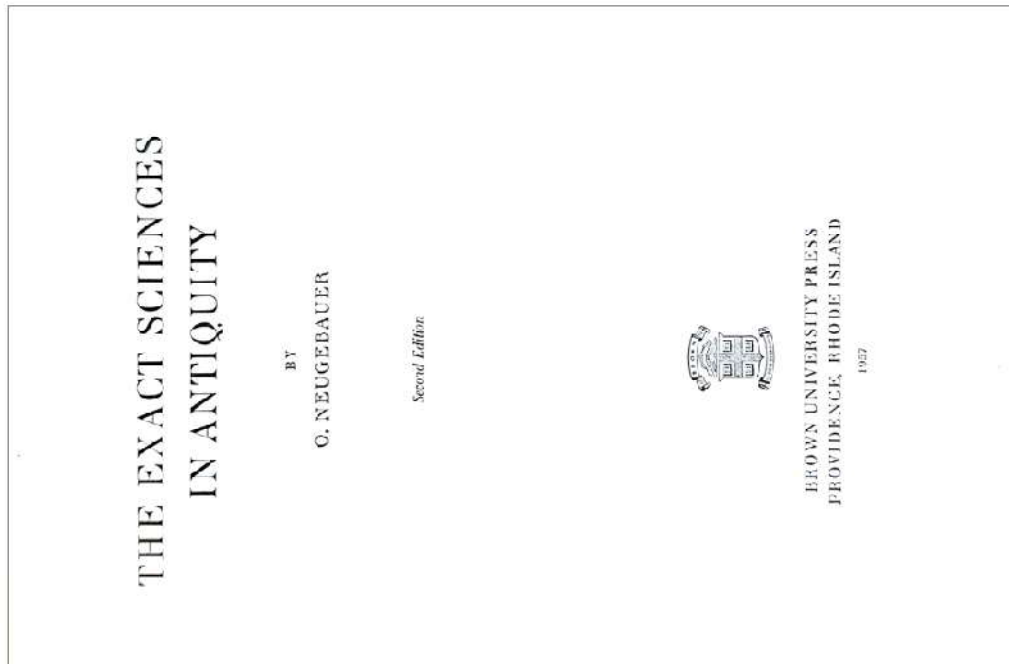 THE EXACT SCIENCES
IN ANTIQUITY
BY
O. NEUGEBAUER
Second Edition
BROWN UNIVERSITY PRESS
PROVIDENCE, RHODE ISLAND
1957